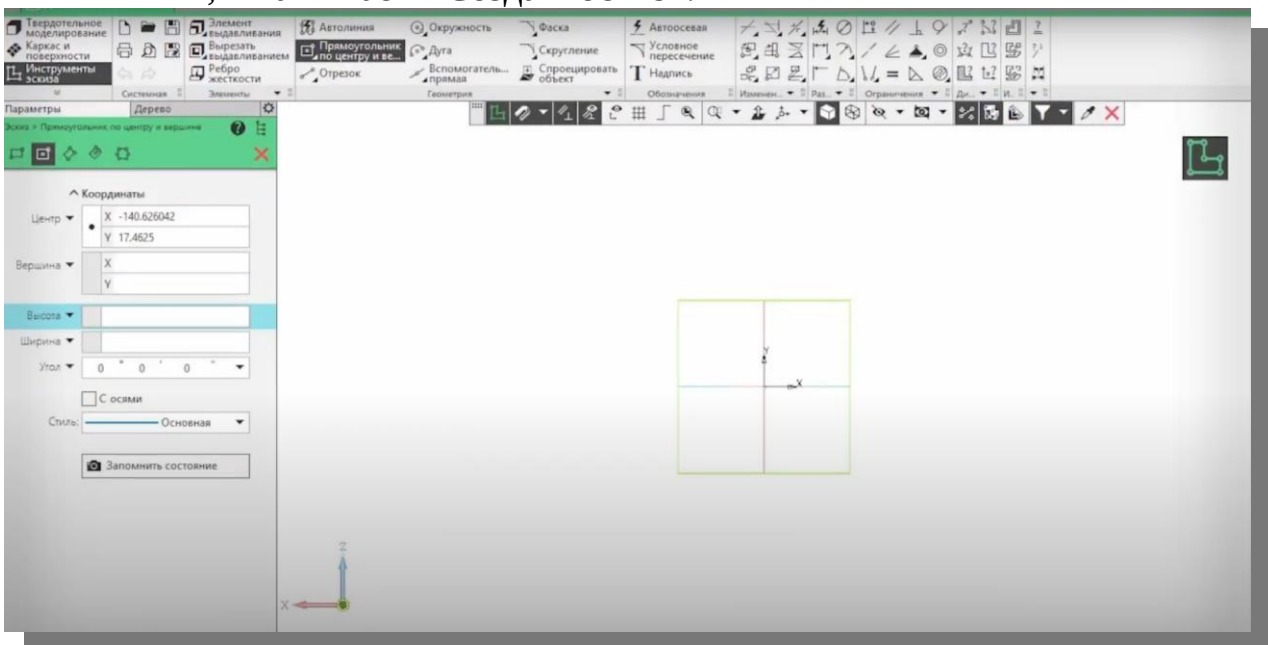 Твердотельное моделирование
Каркас и поверхности
Инструменты эскиза
Системная
Элемент выдавливания
Вырезать выдавливанием
Ребро жесткости
Элементы
Автолиния
Прямоугольник по центру и ве...
Отрезок
Окружность
Дуга
Вспомогатель... прямая
Фаска
Скругление
Спроецировать объект
Геометрия
Автоосевая
Условное пересечение
Надпись
Обозначения
Изменен...
Раз...
Ограничения
Ди...
И...
Параметры
Дерево
Эскиз > Прямоугольник по центру и вершине
Координаты
Центр
X -140.626042
Y 17.4625
Вершина
X
Y
Высота
Ширина
Угол 0 ° 0 ' 0 "
С осями
Стиль: Основная
Запомнить состояние
Y
X
Z
X